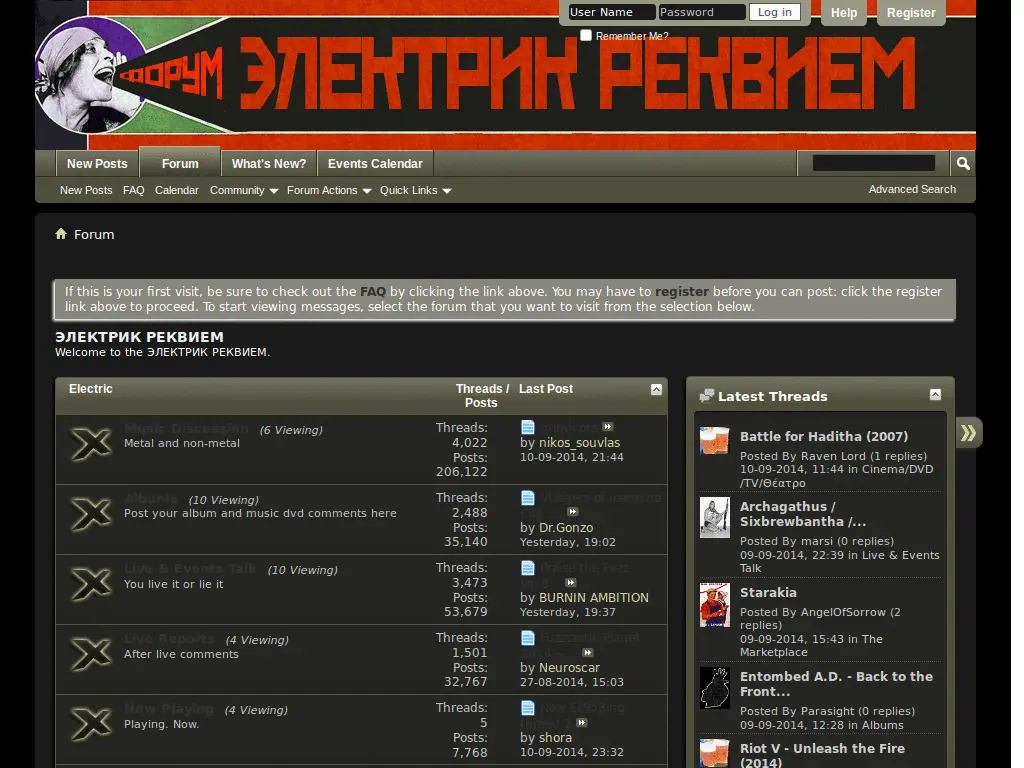 User Name
Password
Log in
Help
Register
Remember Me?
ФОРУМ ЭЛЕКТРИК РЕКВИЕМ
New Posts
Forum
What's New?
Events Calendar
New Posts
FAQ
Calendar
Community
Forum Actions
Quick Links
Advanced Search
Forum
If this is your first visit, be sure to check out the FAQ by clicking the link above. You may have to register before you can post: click the register
link above to proceed. To start viewing messages, select the forum that you want to visit from the selection below.
ЭЛЕКТРИК РЕКВИЕМ
Welcome to the ЭЛЕКТРИК РЕКВИЕМ.
Electric
Threads /
Posts
Last Post
Music Discussion (6 Viewing)
Metal and non-metal
Threads:
4,022
Posts:
206,122
by nikos_souvlas
10-09-2014, 21:44
Albums (10 Viewing)
Post your album and music dvd comments here
Threads:
2,488
Posts:
35,140
by Dr.Gonzo
Yesterday, 19:02
Live & Events Talk (10 Viewing)
You live it or lie it
Threads:
3,473
Posts:
53,679
by BURNIN AMBITION
Yesterday, 19:37
Live Reports (4 Viewing)
After live comments
Threads:
1,501
Posts:
32,767
by Neuroscar
27-08-2014, 15:03
Now Playing (4 Viewing)
Playing. Now.
Threads:
5
Posts:
7,768
by shora
10-09-2014, 23:32
Latest Threads
Battle for Haditha (2007)
Posted By Raven Lord (1 replies)
10-09-2014, 11:44 in Cinema/DVD
/TV/Θέατρο
Archagathus /
Sixbrewbantha /...
Posted By marsi (0 replies)
09-09-2014, 22:39 in Live & Events
Talk
Starakia
Posted By AngelOfSorrow (2
replies)
09-09-2014, 15:43 in The
Marketplace
Entombed A.D. - Back to the
Front...
Posted By Parasight (0 replies)
09-09-2014, 12:28 in Albums
Riot V - Unleash the Fire
(2014)